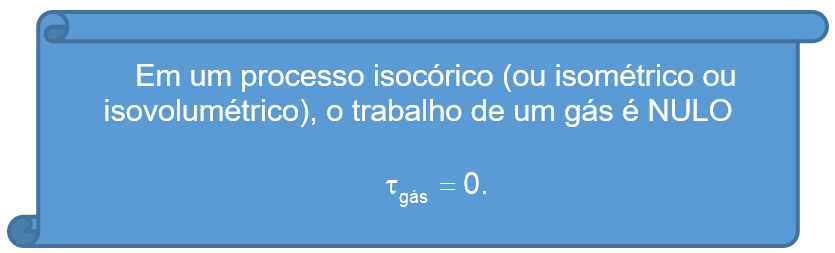 Em um processo isocórico (ou isométrico ou
isovolumétrico), o trabalho de um gás é NULO
τgás = 0.